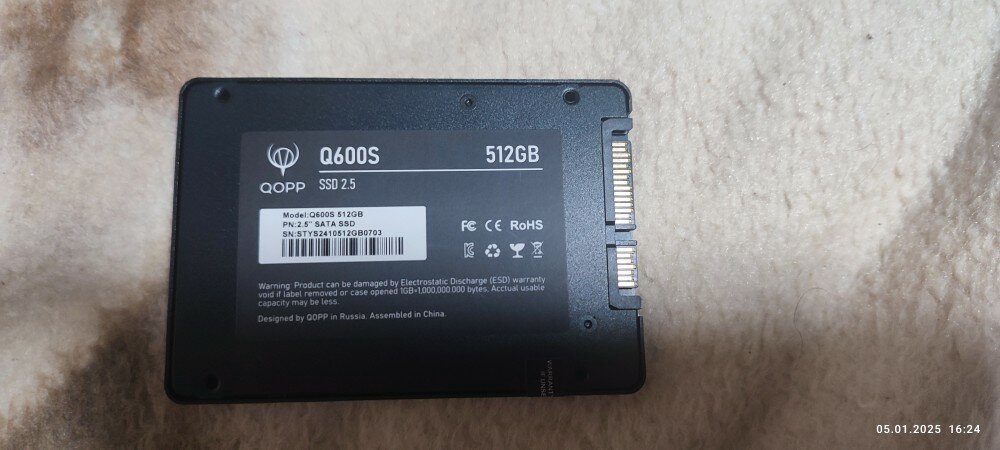 Q600S 512GB
QOPP SSD 2.5
Model:Q600S 512GB
PN:2.5" SATA SSD
SN:STYS2410512GB0703
FC CE RoHS
Warning: Product can be damaged by Electrostatic Discharge (ESD) warranty
void if label removed or case opened 1GB=1,000,000,000 bytes, Acctual usable
capacity may be less.
Designed by QOPP in Russia. Assembled in China.
WARRANT
05.01.2025 16:24